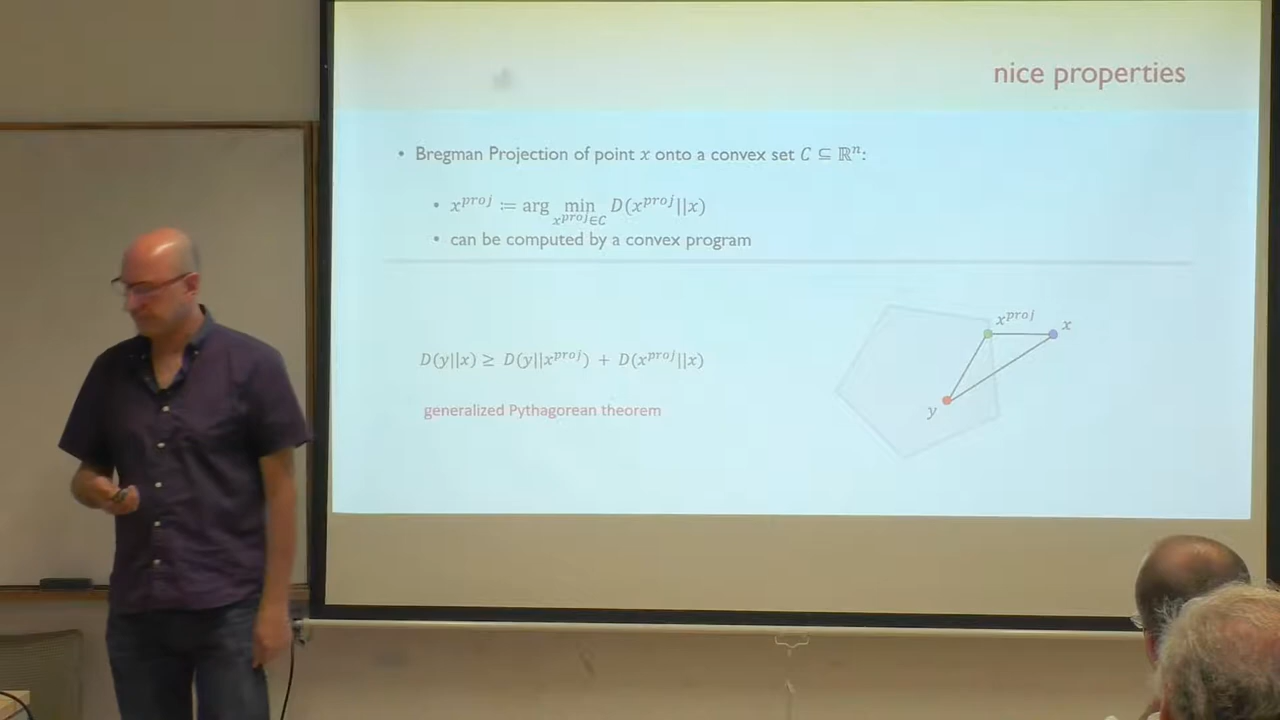 nice properties
• Bregman Projection of point x onto a convex set C ⊆ ℝⁿ:
• x^{proj} ≔ arg min_{x^{proj}∈C} D(x^{proj}||x)
• can be computed by a convex program
x^{proj}
x
D(y||x) ≥ D(y||x^{proj}) + D(x^{proj}||x)
generalized Pythagorean theorem
y